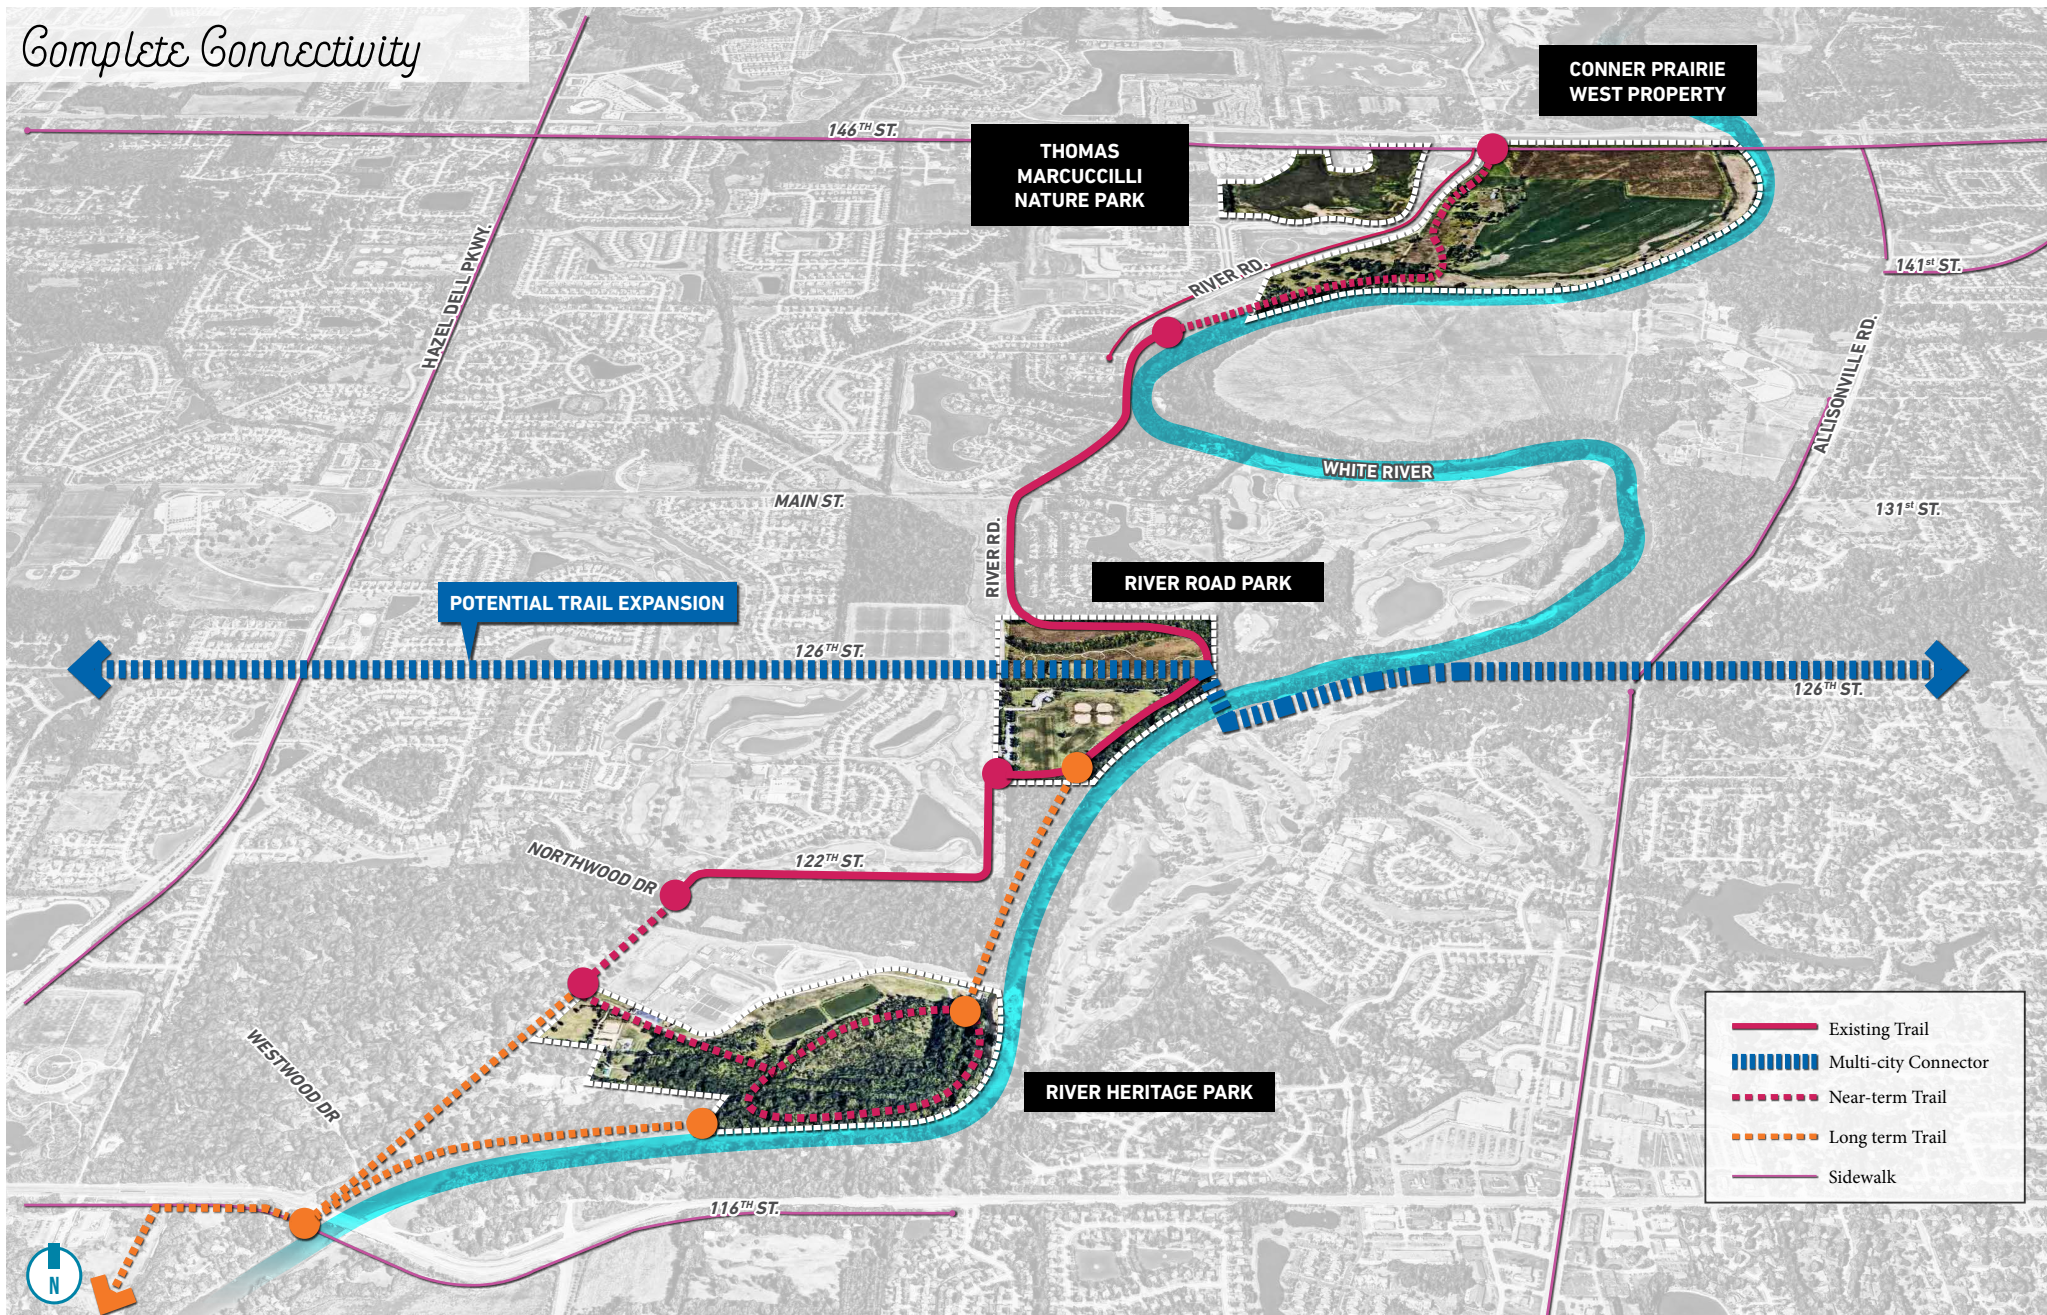 Complete Connectivity
CONNER PRAIRIE
WEST PROPERTY
146TH ST.
THOMAS
MARCUCCILLI
NATURE PARK
HAZEL DELL PKWY.
RIVER RD.
141st ST.
ALLISONVILLE RD.
WHITE RIVER
MAIN ST.
131st ST.
RIVER RD.
RIVER ROAD PARK
POTENTIAL TRAIL EXPANSION
126TH ST.
126TH ST.
NORTHWOOD DR
122TH ST.
WESTWOOD DR
RIVER HERITAGE PARK
116TH ST.
Existing Trail
Multi-city Connector
Near-term Trail
Long term Trail
Sidewalk
N